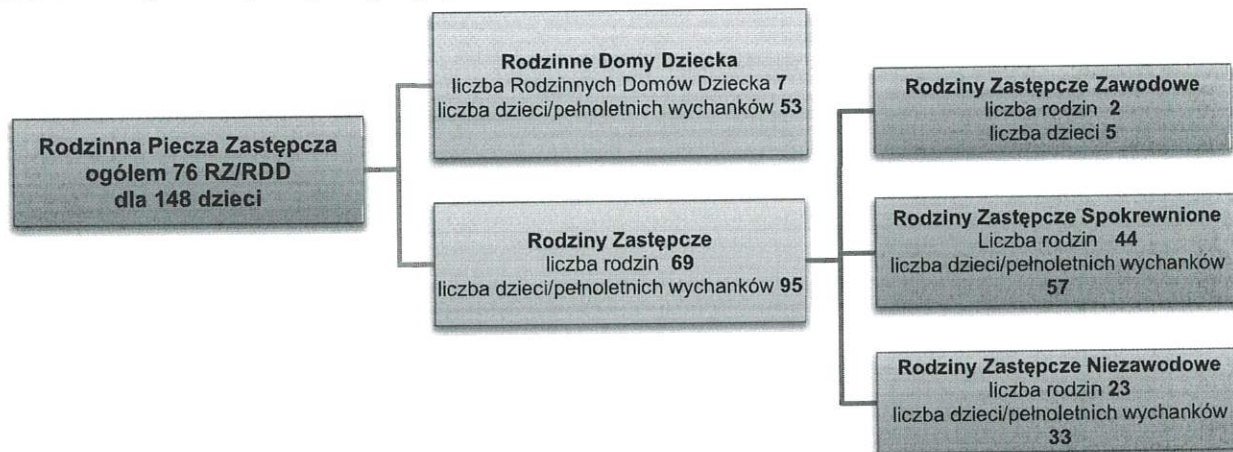 Rodzinna Piecza Zastępcza
ogólem 76 RZ/RDD
dla 148 dzieci
Rodzinne Domy Dziecka
liczba Rodzinnych Domów Dziecka 7
liczba dzieci/pełnoletnich wychanków 53
Rodziny Zastępcze
liczba rodzin 69
liczba dzieci/pełnoletnich wychanków 95
Rodziny Zastępcze Zawodowe
liczba rodzin 2
liczba dzieci 5
Rodziny Zastępcze Spokrewnione
Liczba rodzin 44
liczba dzieci/pełnoletnich wychanków
57
Rodziny Zastępcze Niezawodowe
liczba rodzin 23
liczba dzieci/pełnoletnich wychanków
33